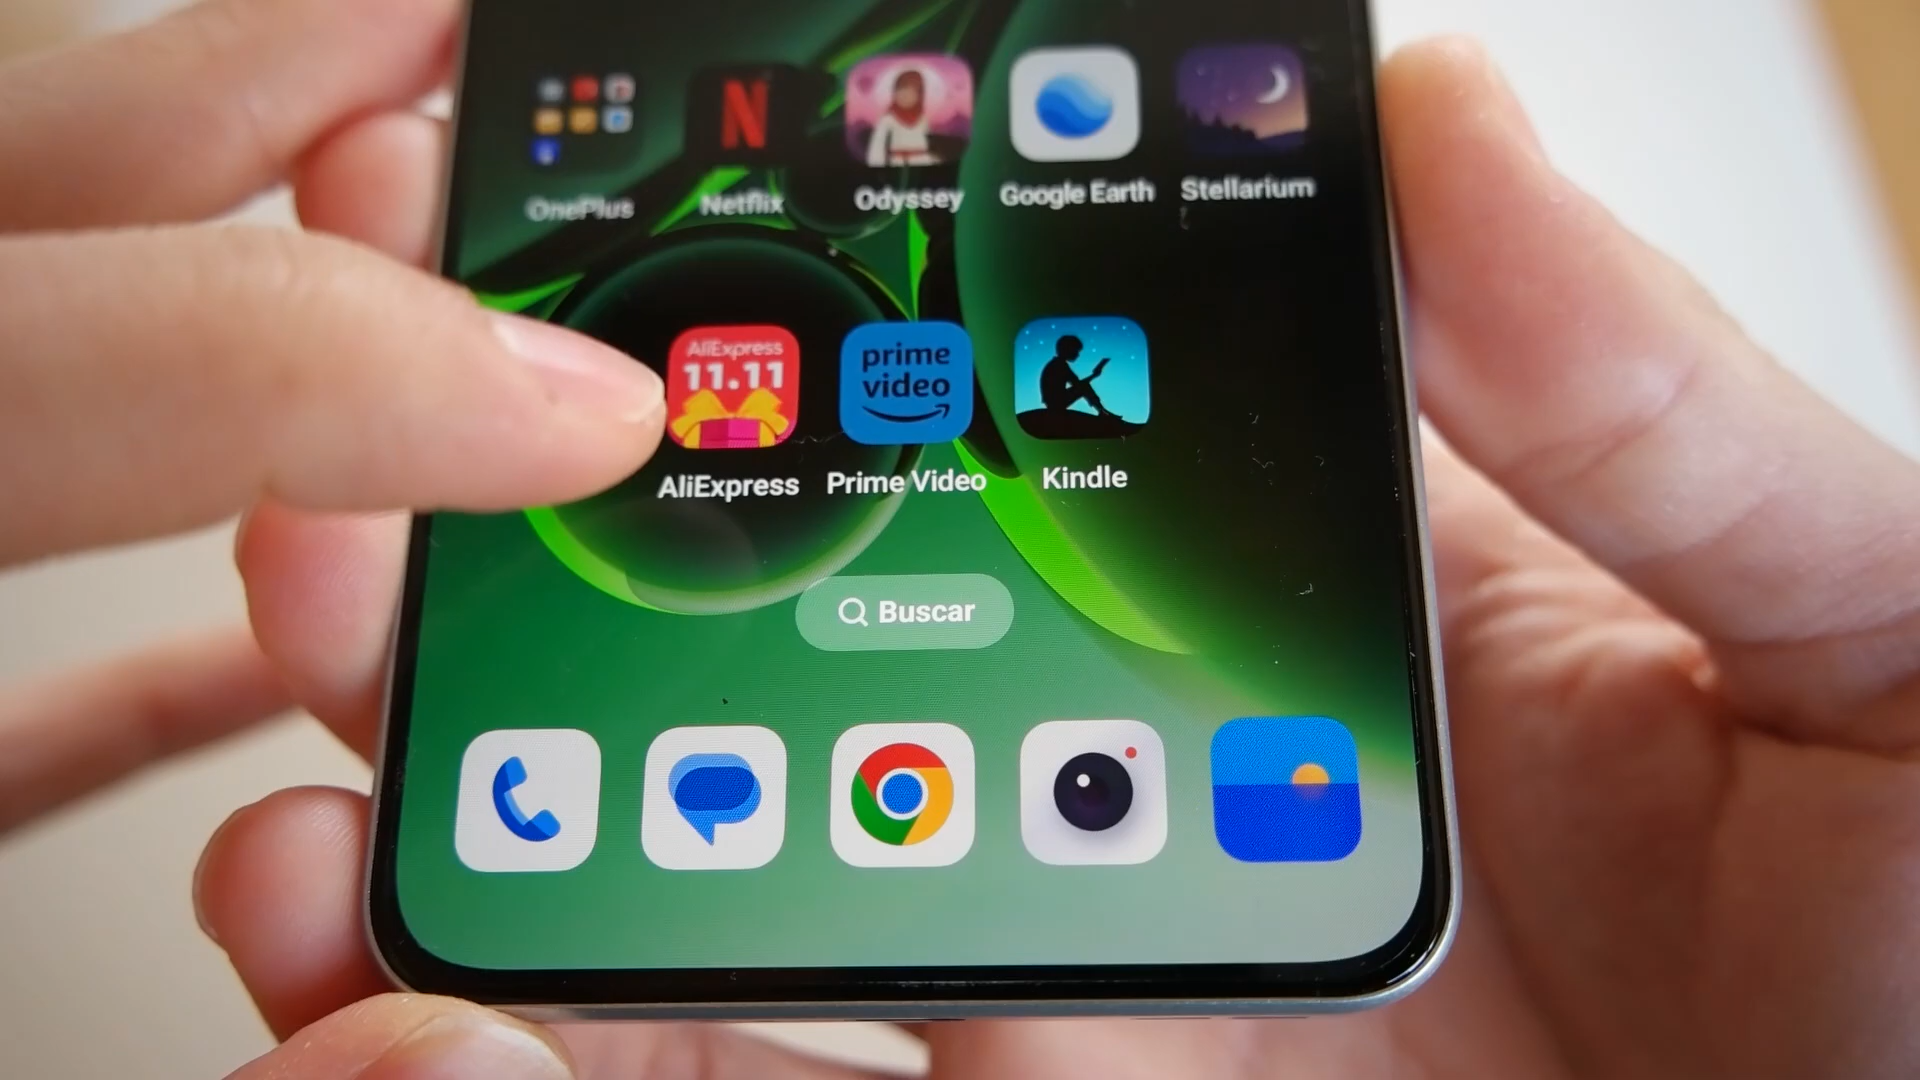 N
OnePlus
Netflix
Odyssey
Google Earth
Stellarium
AliExpress
11.11
prime
video
AliExpress
Prime Video
Kindle
Buscar